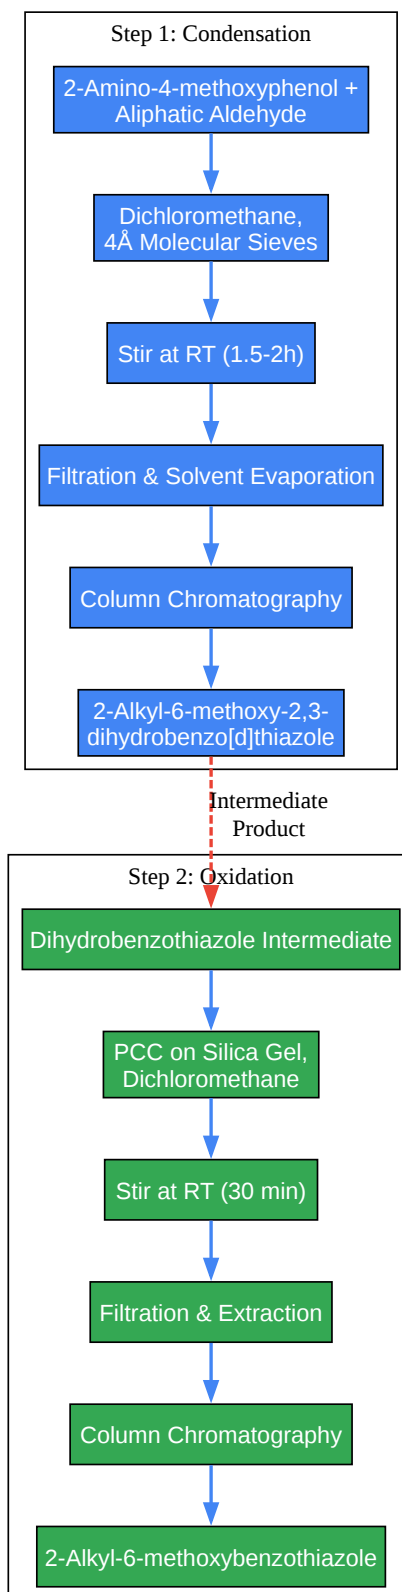 Step 1: Condensation
2-Amino-4-methoxyphenol +
Aliphatic Aldehyde
Dichloromethane,
4Å Molecular Sieves
Stir at RT (1.5-2h)
Filtration & Solvent Evaporation
Column Chromatography
2-Alkyl-6-methoxy-2,3-
dihydrobenzo[d]thiazole
Intermediate
Product
Step 2: Oxidation
Dihydrobenzothiazole Intermediate
PCC on Silica Gel,
Dichloromethane
Stir at RT (30 min)
Filtration & Extraction
Column Chromatography
2-Alkyl-6-methoxybenzothiazole